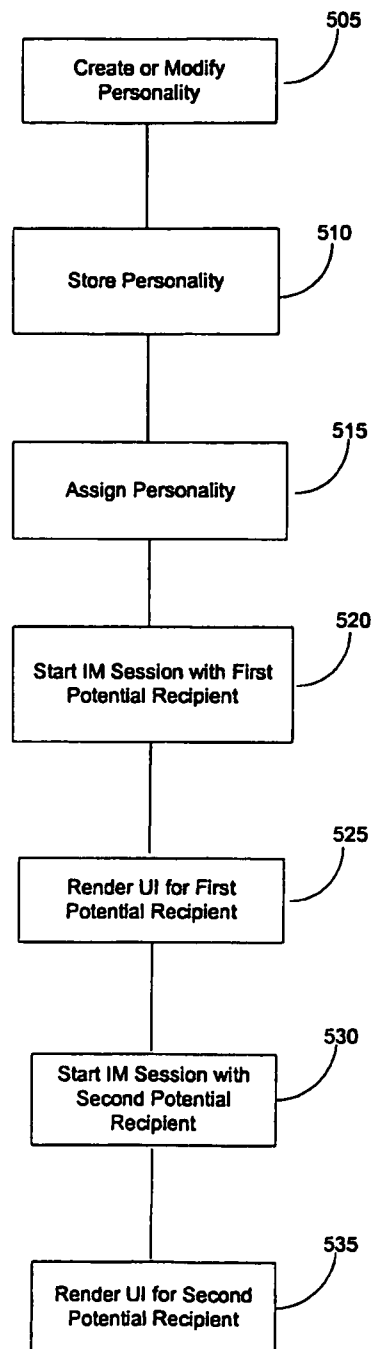 505
Create or Modify
Personality
510
Store Personality
515
Assign Personality
520
Start IM Session with First
Potential Recipient
525
Render UI for First
Potential Recipient
530
Start IM Session with
Second Potential
Recipient
535
Render UI for Second
Potential Recipient